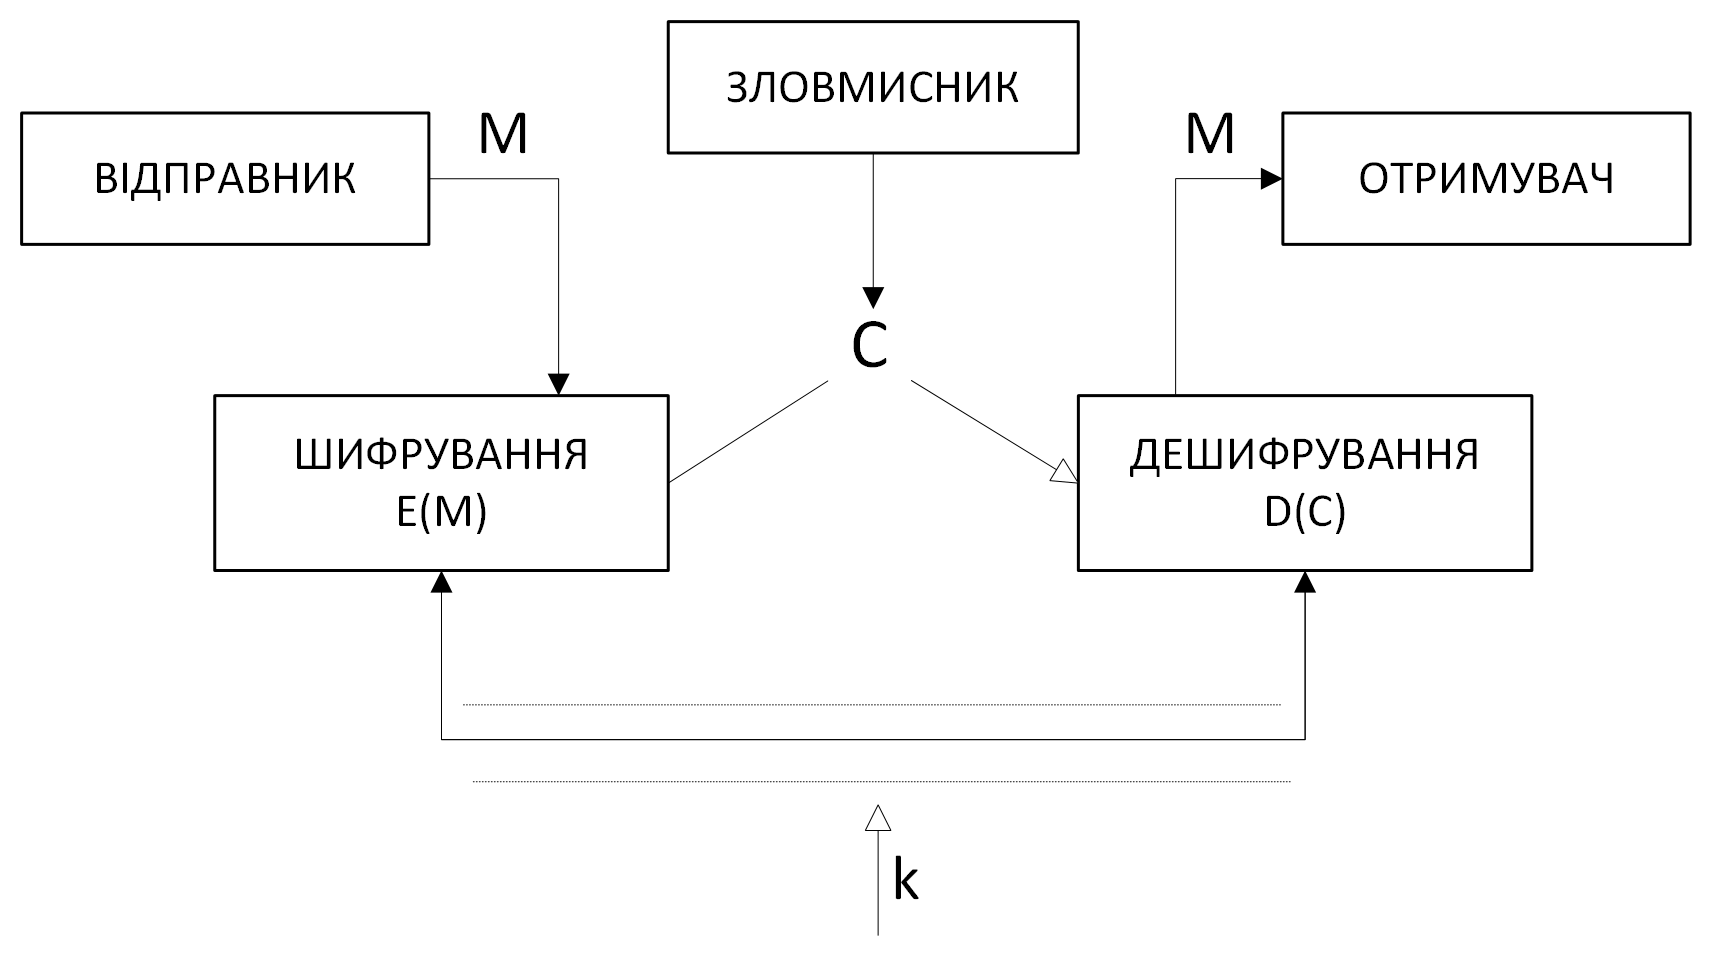 ЗЛОВМИСНИК
ВІДПРАВНИК
M
M
ОТРИМУВАЧ
C
ШИФРУВАННЯ
E(M)
ДЕШИФРУВАННЯ
D(C)
k